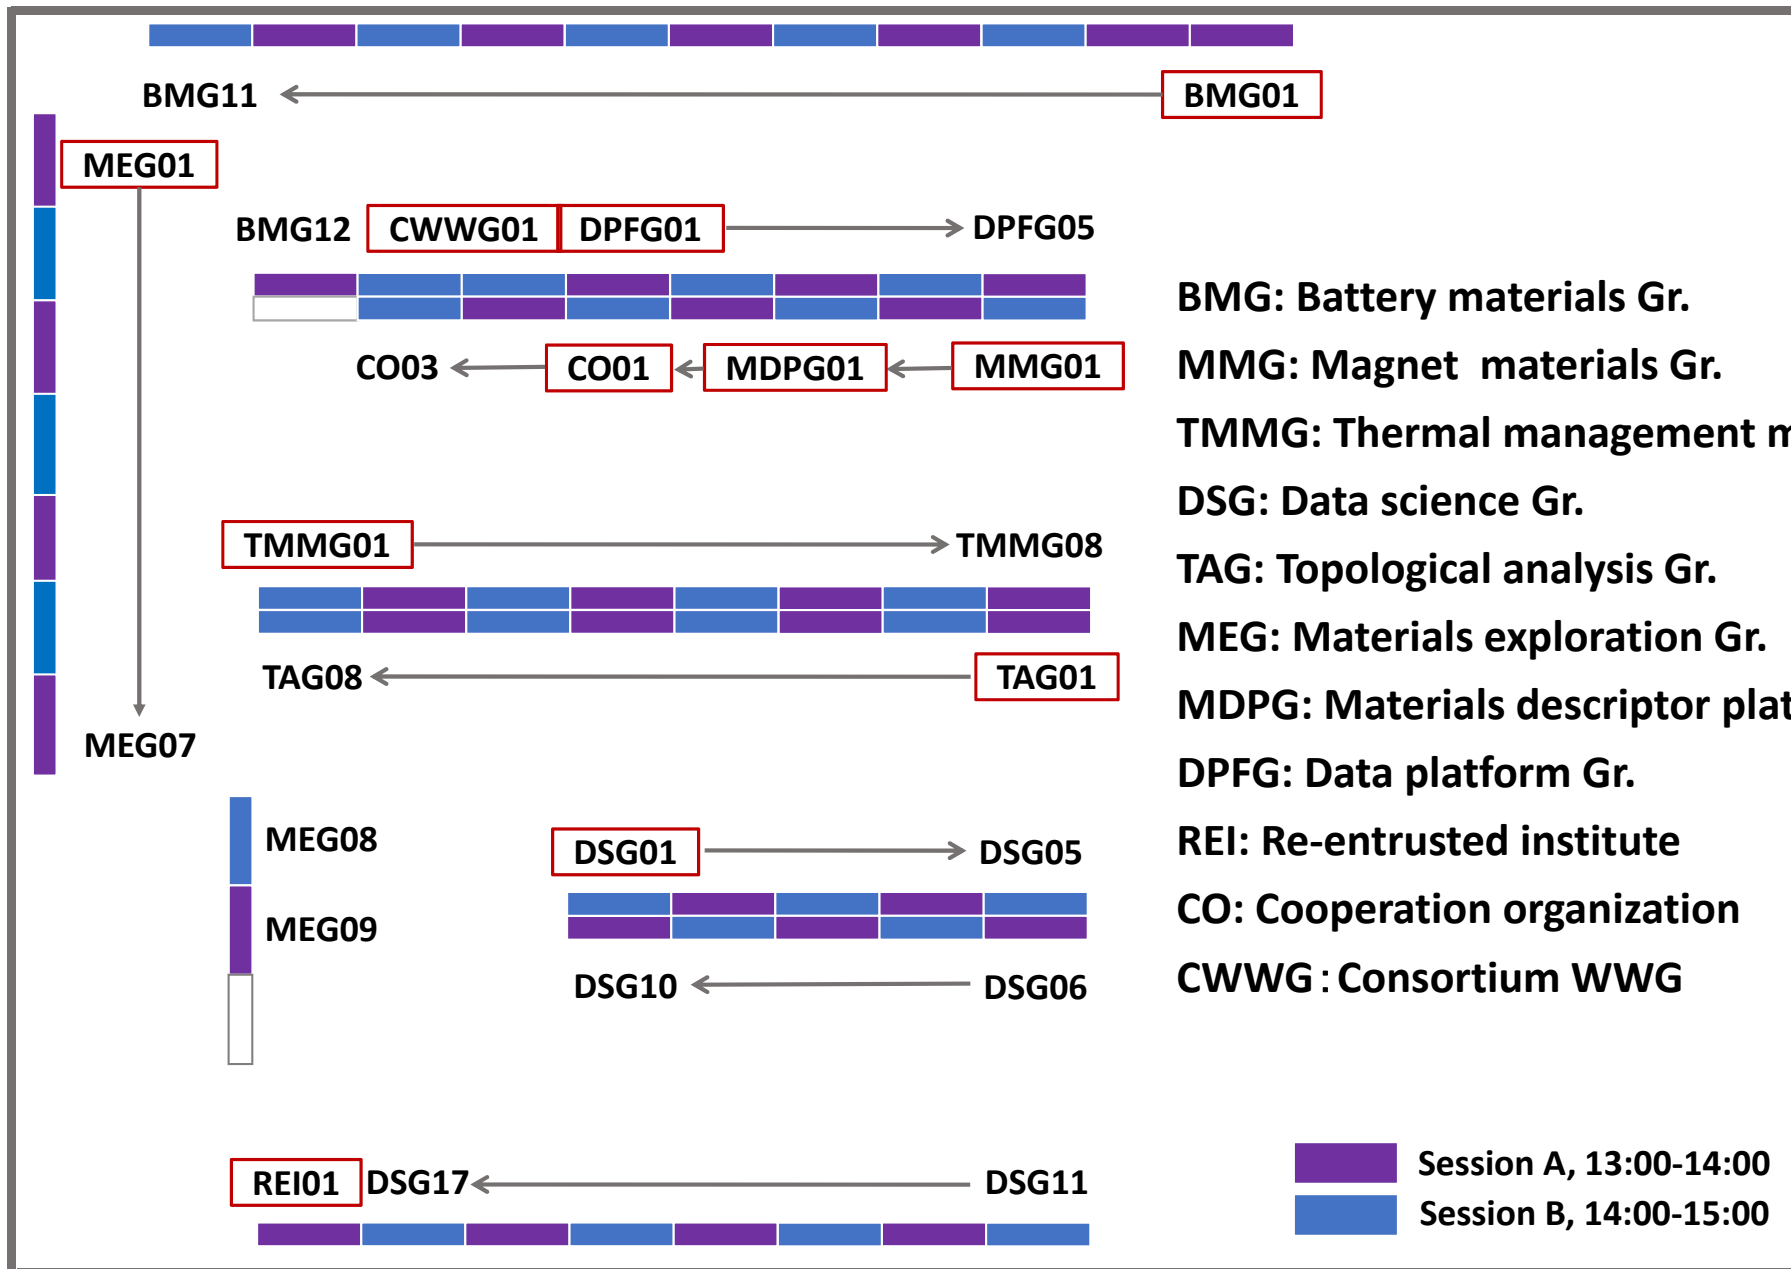 BMG11
BMG01
MEG01
BMG12
CWWG01
DPFG01
DPFG05
CO03
CO01
MDPG01
MMG01
TMMG01
TMMG08
TAG08
TAG01
MEG07
MEG08
MEG09
DSG01
DSG05
DSG10
DSG06
REI01
DSG17
DSG11
BMG: Battery materials Gr.
MMG: Magnet materials Gr.
TMMG: Thermal management m
DSG: Data science Gr.
TAG: Topological analysis Gr.
MEG: Materials exploration Gr.
MDPG: Materials descriptor plat
DPFG: Data platform Gr.
REI: Re-entrusted institute
CO: Cooperation organization
CWWG：Consortium WWG
Session A, 13:00-14:00
Session B, 14:00-15:00